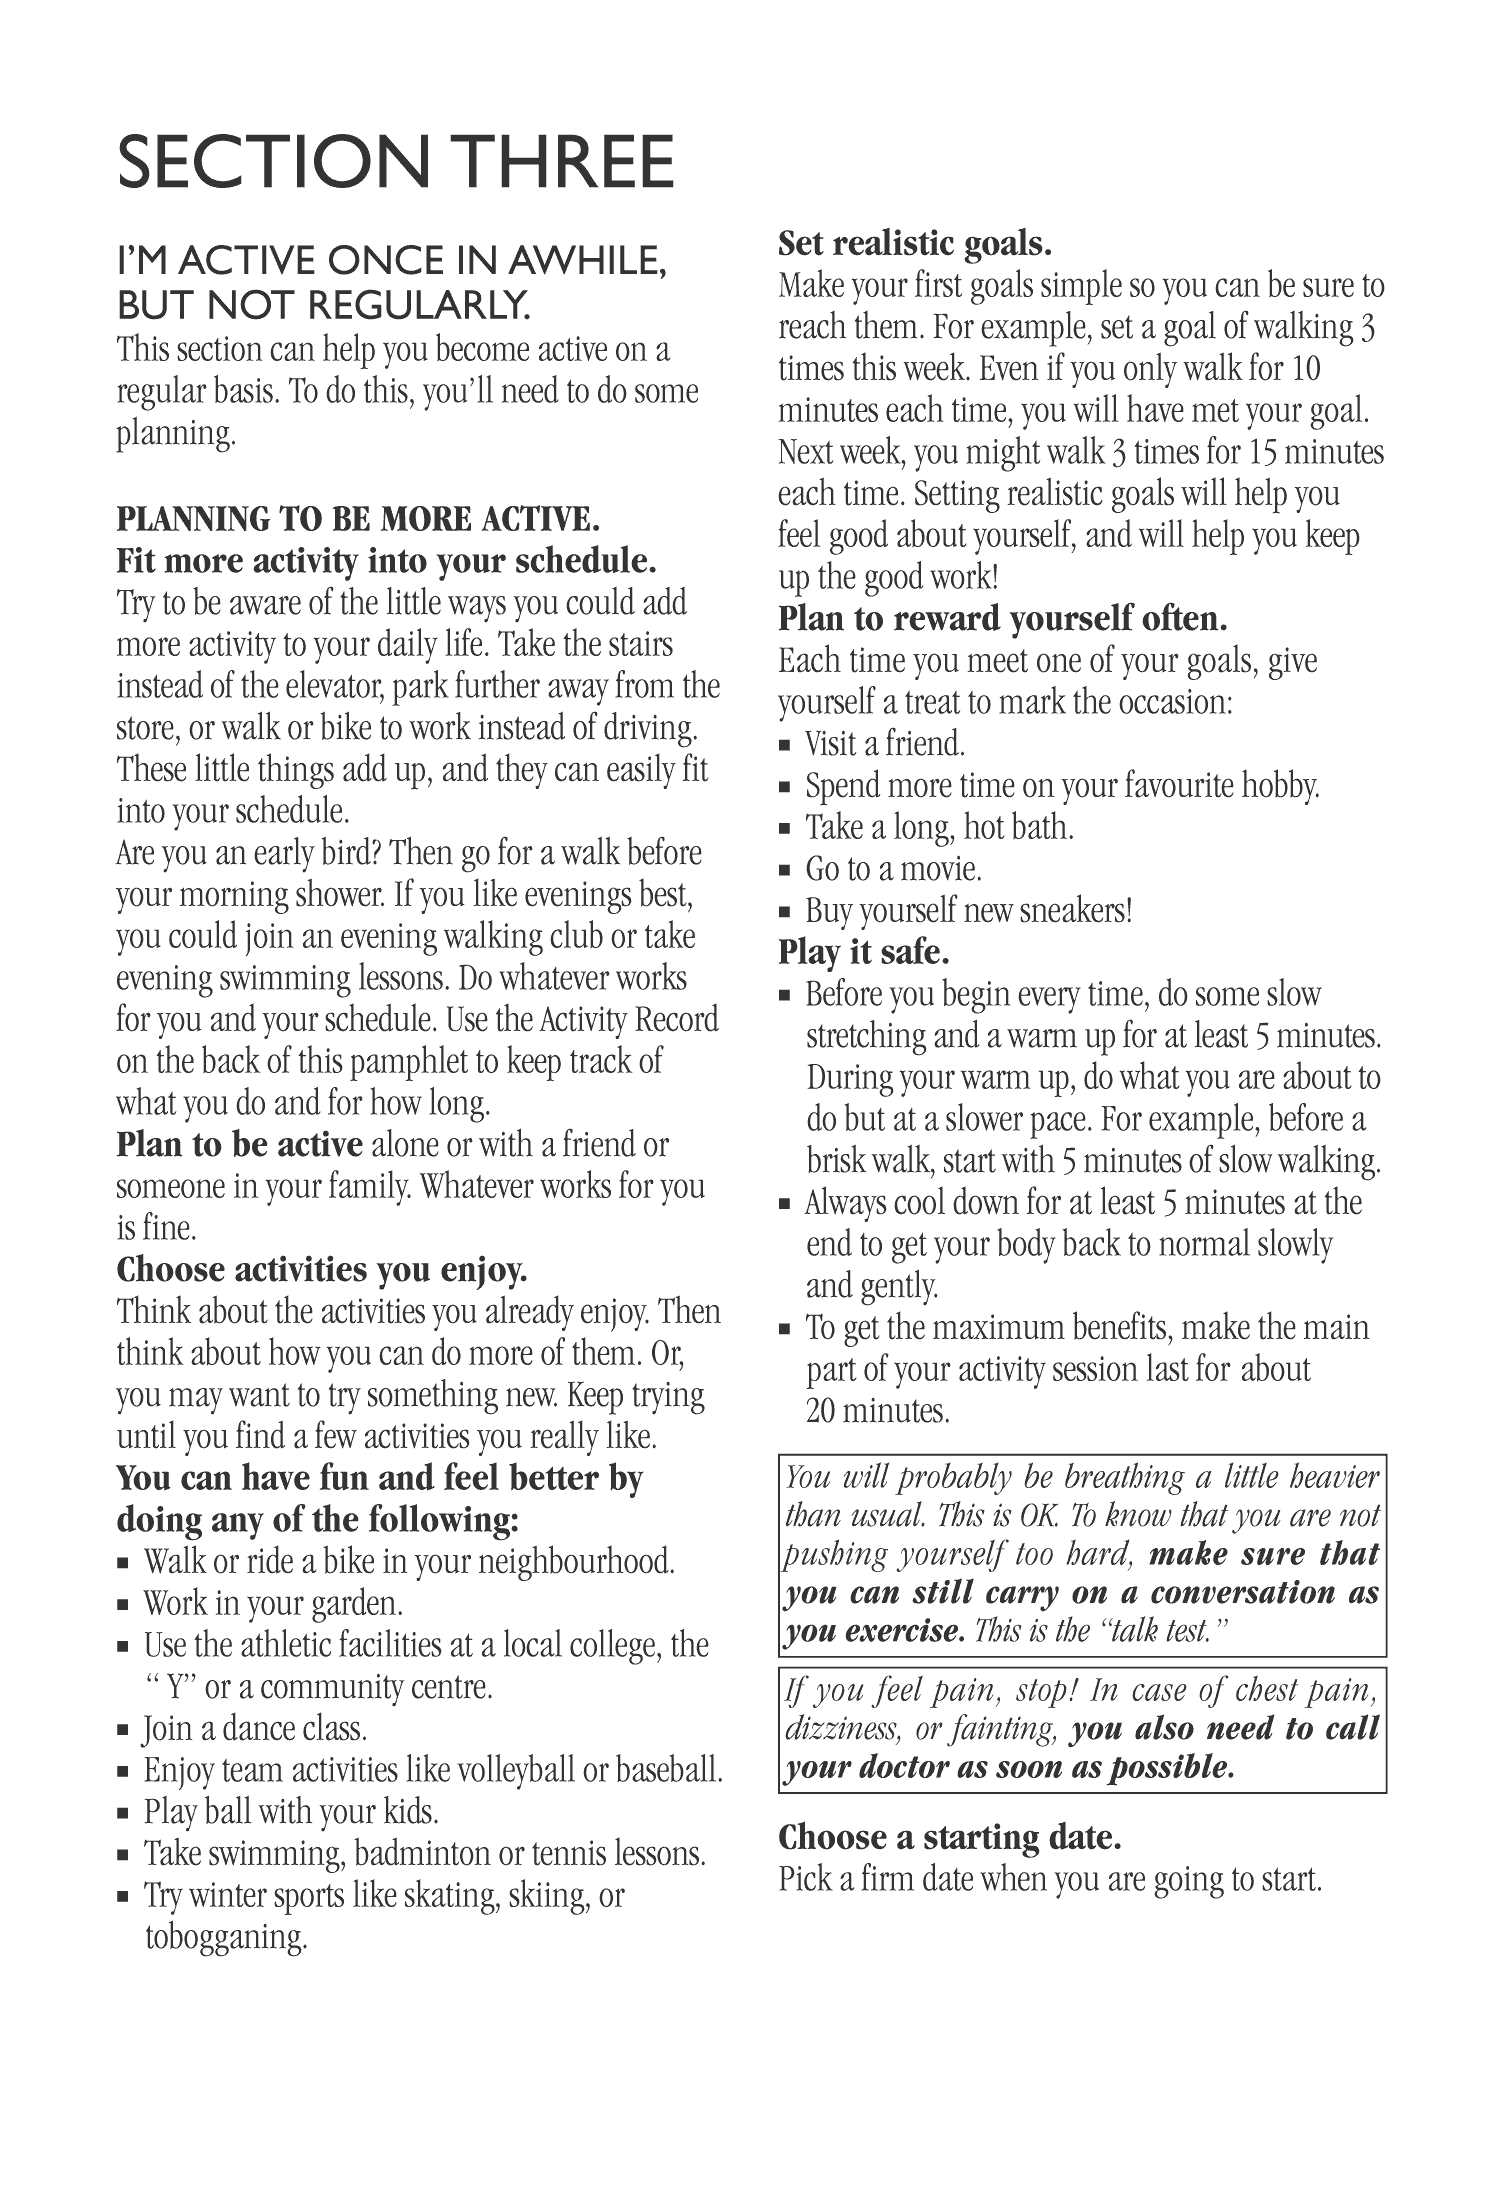 SECTION THREE
I’M ACTIVE ONCE IN AWHILE,
BUT NOT REGULARLY.
This section can help you become active on a
regular basis. To do this, you’ll need to do some
planning.
PLANNING TO BE MORE ACTIVE.
Fit more activity into your schedule.
Try to be aware of the little ways you could add
more activity to your daily life. Take the stairs
instead of the elevator, park further away from the
store, or walk or bike to work instead of driving.
These little things add up, and they can easily fit
into your schedule.
Are you an early bird? Then go for a walk before
your morning shower. If you like evenings best,
you could join an evening walking club or take
evening swimming lessons. Do whatever works
for you and your schedule. Use the Activity Record
on the back of this pamphlet to keep track of
what you do and for how long.
Plan to be active alone or with a friend or
someone in your family. Whatever works for you
is fine.
Choose activities you enjoy.
Think about the activities you already enjoy. Then
think about how you can do more of them. Or,
you may want to try something new. Keep trying
until you find a few activities you really like.
You can have fun and feel better by
doing any of the following:
■ Walk or ride a bike in your neighbourhood.
■ Work in your garden.
■ Use the athletic facilities at a local college, the
“ Y” or a community centre.
■ Join a dance class.
■ Enjoy team activities like volleyball or baseball.
■ Play ball with your kids.
■ Take swimming, badminton or tennis lessons.
■ Try winter sports like skating, skiing, or
tobogganing.
Set realistic goals.
Make your first goals simple so you can be sure to
reach them. For example, set a goal of walking 3
times this week. Even if you only walk for 10
minutes each time, you will have met your goal.
Next week, you might walk 3 times for 15 minutes
each time. Setting realistic goals will help you
feel good about yourself, and will help you keep
up the good work!
Plan to reward yourself often.
Each time you meet one of your goals, give
yourself a treat to mark the occasion:
■ Visit a friend.
■ Spend more time on your favourite hobby.
■ Take a long, hot bath.
■ Go to a movie.
■ Buy yourself new sneakers!
Play it safe.
■ Before you begin every time, do some slow
stretching and a warm up for at least 5 minutes.
During your warm up, do what you are about to
do but at a slower pace. For example, before a
brisk walk, start with 5 minutes of slow walking.
■ Always cool down for at least 5 minutes at the
end to get your body back to normal slowly
and gently.
■ To get the maximum benefits, make the main
part of your activity session last for about
20 minutes.
You will probably be breathing a little heavier
than usual. This is OK. To know that you are not
pushing yourself too hard, make sure that
you can still carry on a conversation as
you exercise. This is the “talk test.”
If you feel pain, stop! In case of chest pain,
dizziness, or fainting, you also need to call
your doctor as soon as possible.
Choose a starting date.
Pick a firm date when you are going to start.